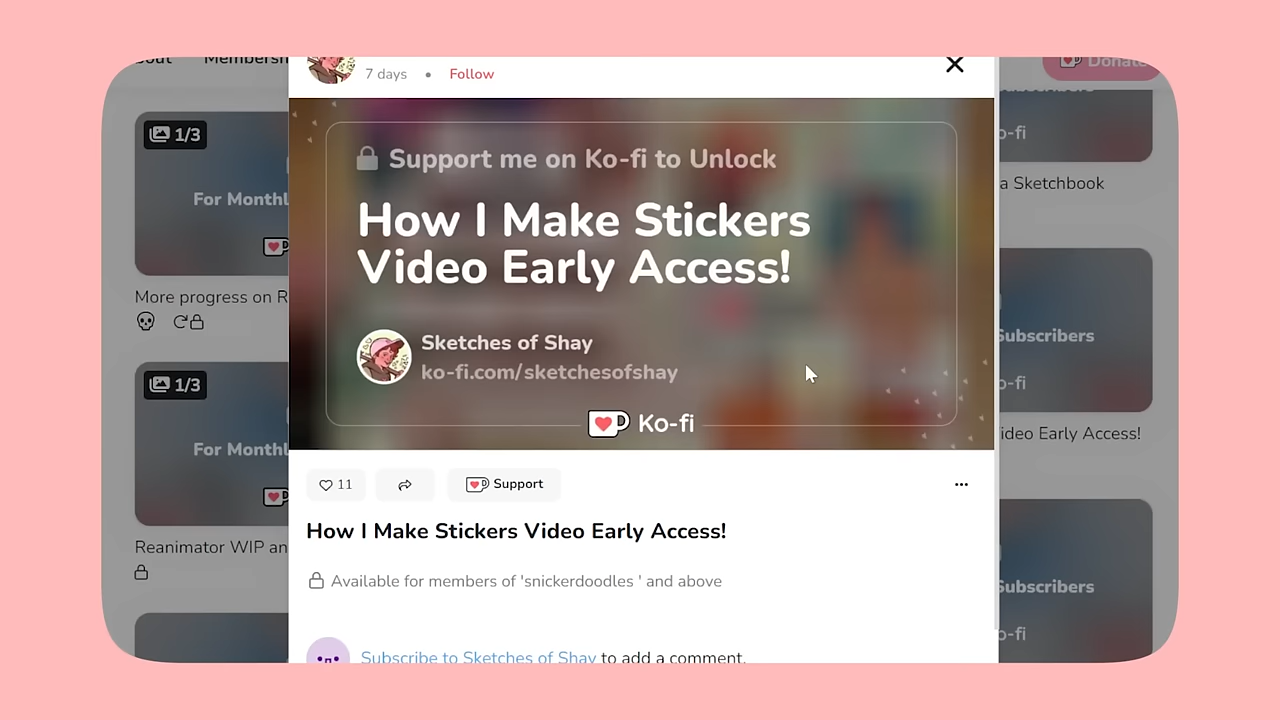 7 days • Follow
Donate
1/3
For Monthl
More progress on R
1/3
For Monthl
Reanimator WIP an
Support me on Ko-fi to Unlock
How I Make Stickers
Video Early Access!
Sketches of Shay
ko-fi.com/sketchesofshay
Ko-fi
11
Support
How I Make Stickers Video Early Access!
Available for members of 'snickerdoodles ' and above
Subscribe to Sketches of Shay to add a comment.
o-fi
a Sketchbook
Subscribers
o-fi
ideo Early Access!
Subscribers
o-fi